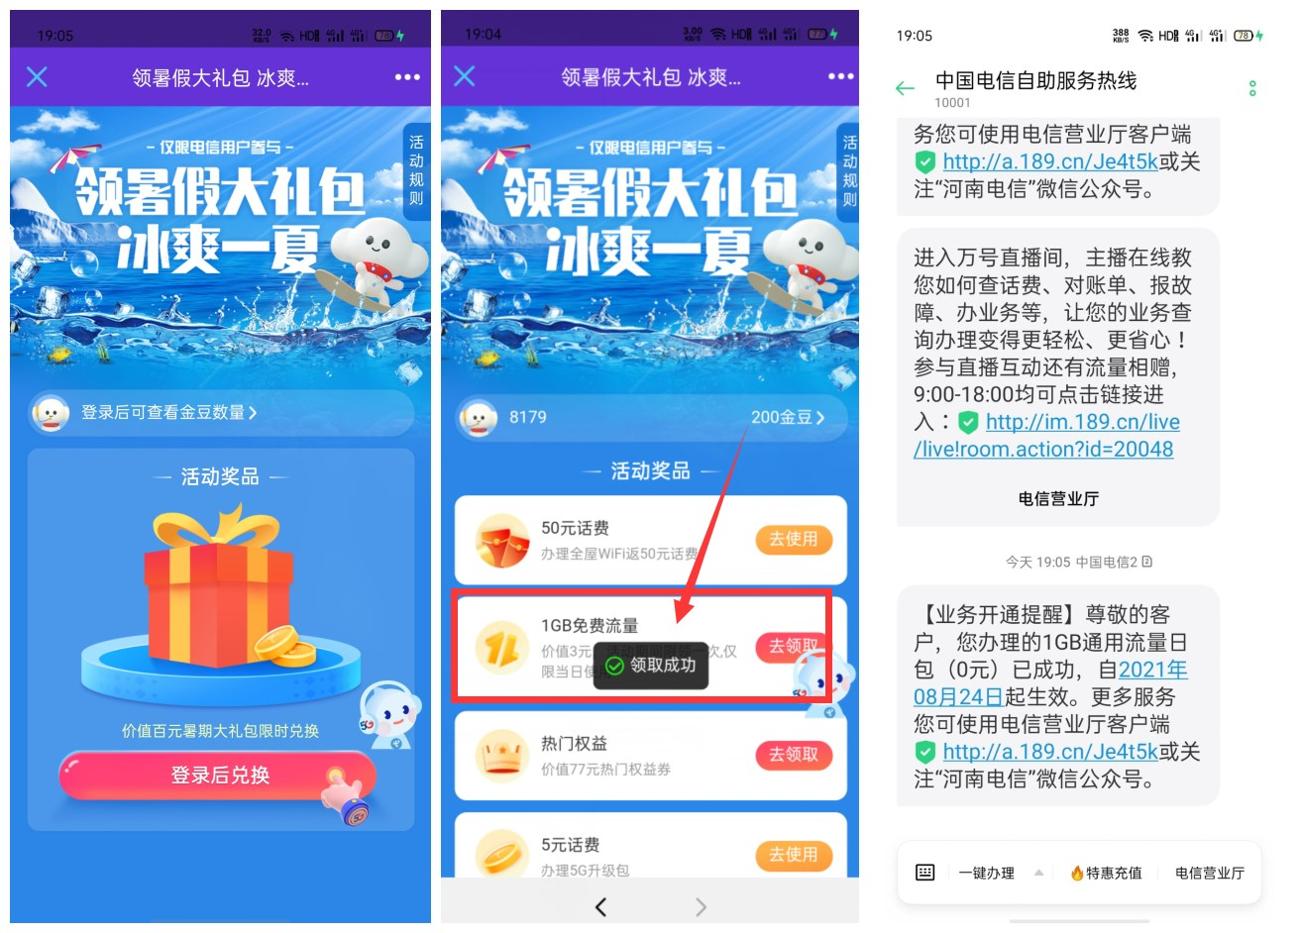 19:05
32.0
KB/S
HD
4G
4G
78
领暑假大礼包 冰爽...
- 仅限电信用户参与 -
领暑假大礼包
冰爽一夏
活动规则
登录后可查看金豆数量
活动奖品
5G
价值百元暑期大礼包限时兑换
登录后兑换
5G
19:04
3.00
KB/S
HD
4G
4G
77
领暑假大礼包 冰爽...
- 仅限电信用户参与 -
领暑假大礼包
冰爽一夏
活动规则
8179
200金豆
活动奖品
50元话费
办理全屋WiFi返50元话费
去使用
1GB免费流量
价值3元
次,仅
限当日使
去领取
领取成功
5G
热门权益
价值77元热门权益券
去领取
5元话费
办理5G升级包
去使用
19:05
388
KB/S
HD
4G
4G
78
中国电信自助服务热线
10001
务您可使用电信营业厅客户端
http://a.189.cn/Je4t5k或关
注“河南电信”微信公众号。
进入万号直播间，主播在线教
您如何查话费、对账单、报故
障、办业务等，让您的业务查
询办理变得更轻松、更省心！
参与直播互动还有流量相赠，
9:00-18:00均可点击链接进
入：http://im.189.cn/live
/live!room.action?id=20048
电信营业厅
今天 19:05 中国电信2
【业务开通提醒】尊敬的客
户，您办理的1GB通用流量日
包（0元）已成功，自2021年
08月24日起生效。更多服务
您可使用电信营业厅客户端
http://a.189.cn/Je4t5k或关
注“河南电信”微信公众号。
一键办理
特惠充值
电信营业厅